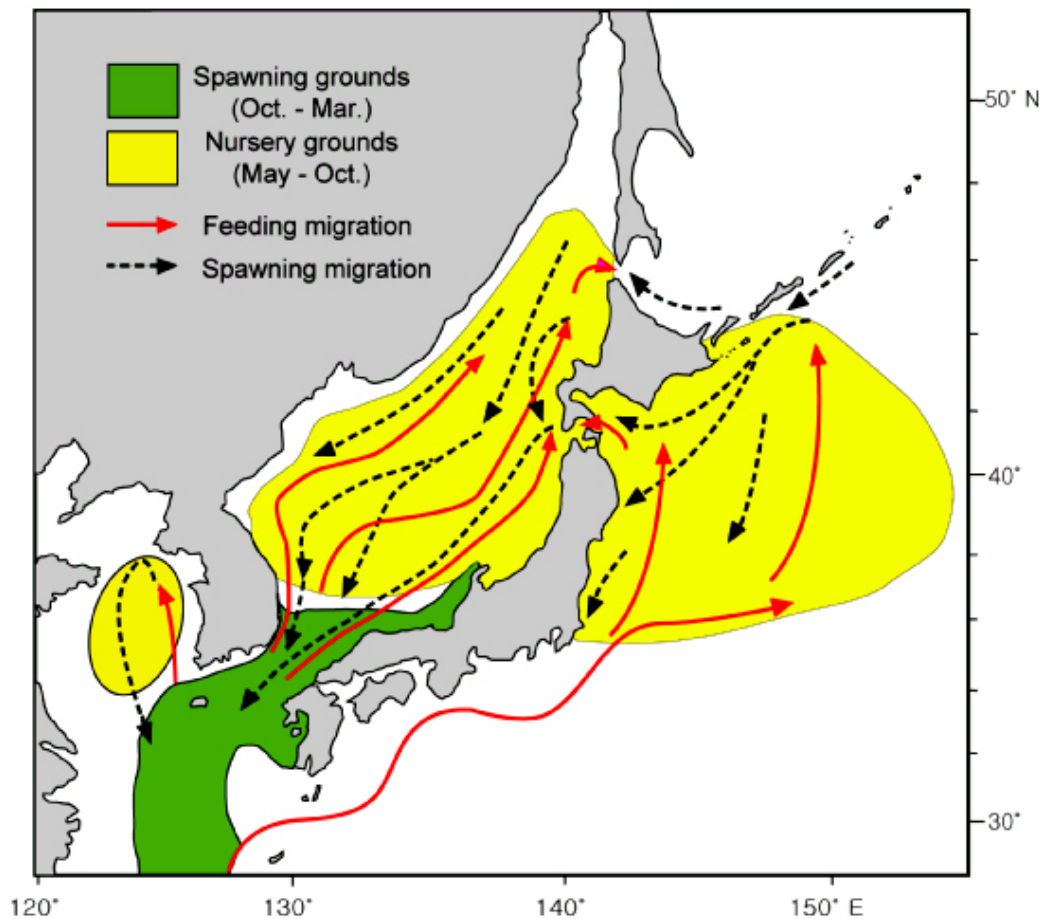 Spawning grounds
(Oct. - Mar.)
Nursery grounds
(May - Oct.)
Feeding migration
Spawning migration
50° N
40°
30°
120° 130° 140° 150° E